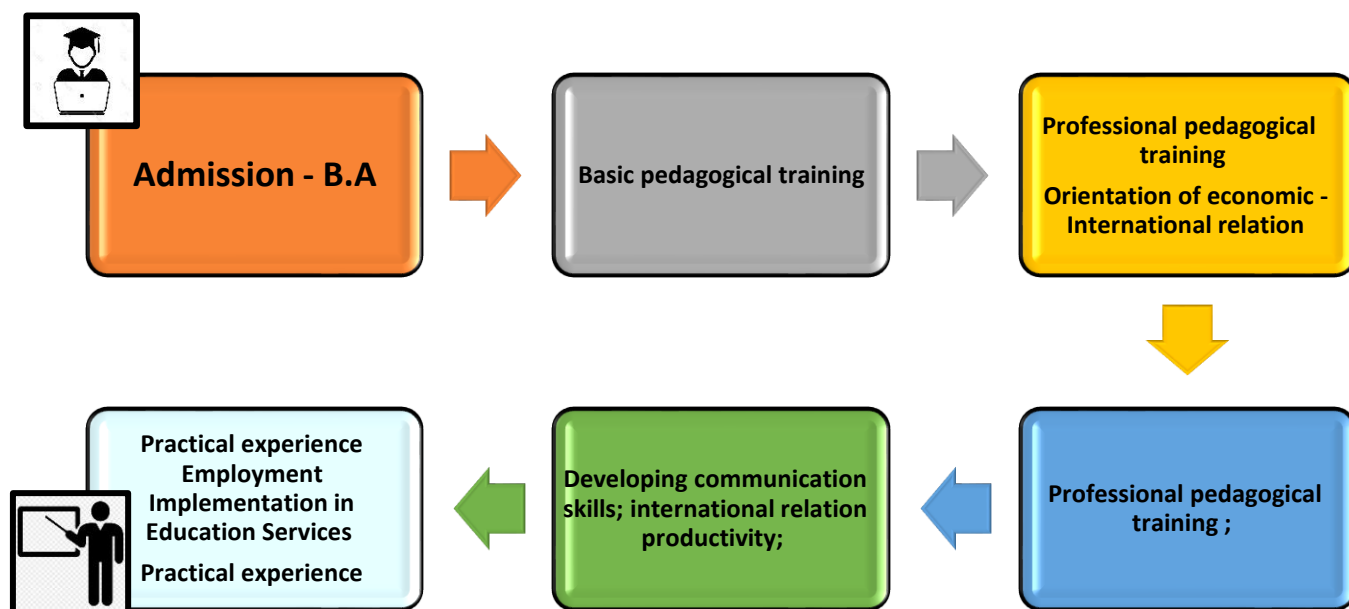 Admission - B.A
Basic pedagogical training
Professional pedagogical
training
Orientation of economic -
International relation
Professional pedagogical
training ;
Developing communication
skills; international relation
productivity;
Practical experience
Employment
Implementation in
Education Services
Practical experience